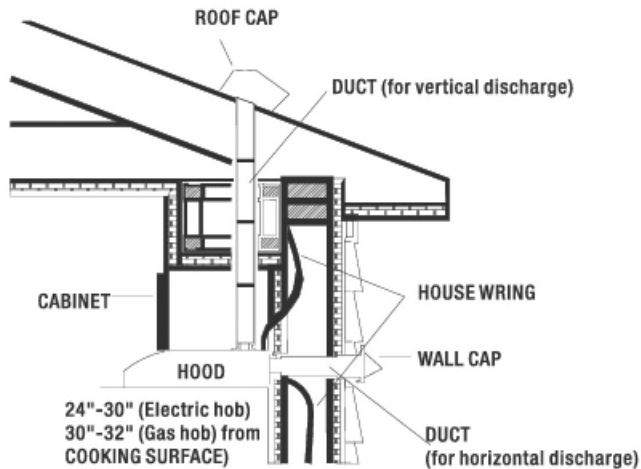 ROOF CAP
DUCT (for vertical discharge)
CABINET
HOUSE WRING
WALL CAP
HOOD
24"-30" (Electric hob)
30"-32" (Gas hob) from
COOKING SURFACE)
DUCT
(for horizontal discharge)